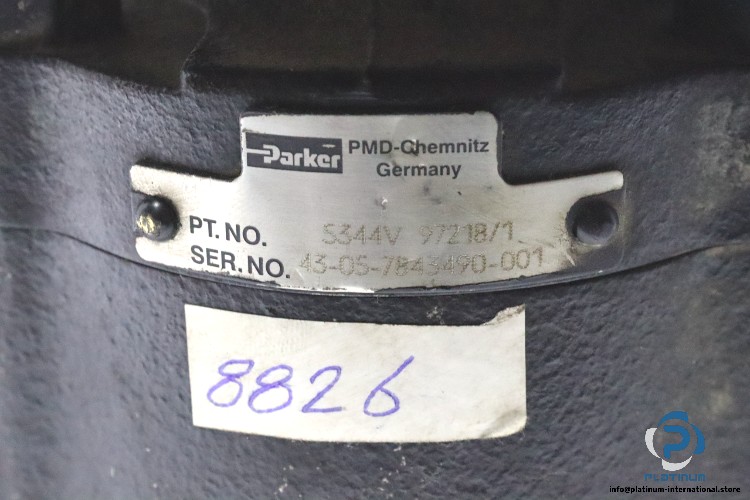 Parker
PMD-Chemnitz
Germany
PT. NO. S344V 97218/1
SER. NO. 43-05-7843490-001
8826
PLATINUM
info@platinum-international.store